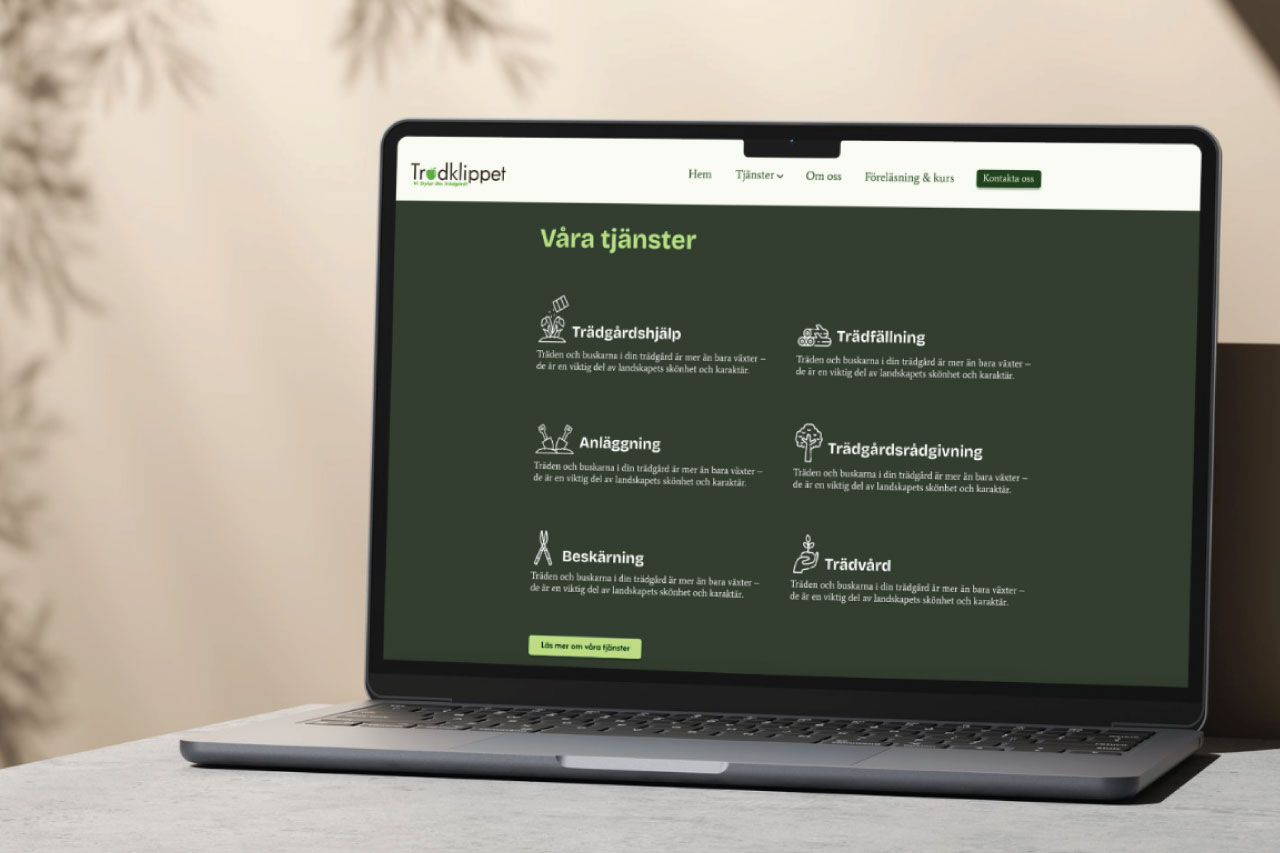 Trädklippet
Hem
Tjänster
Om oss
Föreläsning & kurs
Kontakta oss
Våra tjänster
Trädgårdshjälp
Träden och buskarna i din trädgård är mer än bara växter –
de är en viktig del av landskapets skönhet och karaktär.
Trädfällning
Träden och buskarna i din trädgård är mer än bara växter –
de är en viktig del av landskapets skönhet och karaktär.
Anläggning
Träden och buskarna i din trädgård är mer än bara växter –
de är en viktig del av landskapets skönhet och karaktär.
Trädgårdsrådgivning
Träden och buskarna i din trädgård är mer än bara växter –
de är en viktig del av landskapets skönhet och karaktär.
Beskärning
Träden och buskarna i din trädgård är mer än bara växter –
de är en viktig del av landskapets skönhet och karaktär.
Trädvård
Träden och buskarna i din trädgård är mer än bara växter –
de är en viktig del av landskapets skönhet och karaktär.
Läs mer om våra tjänster